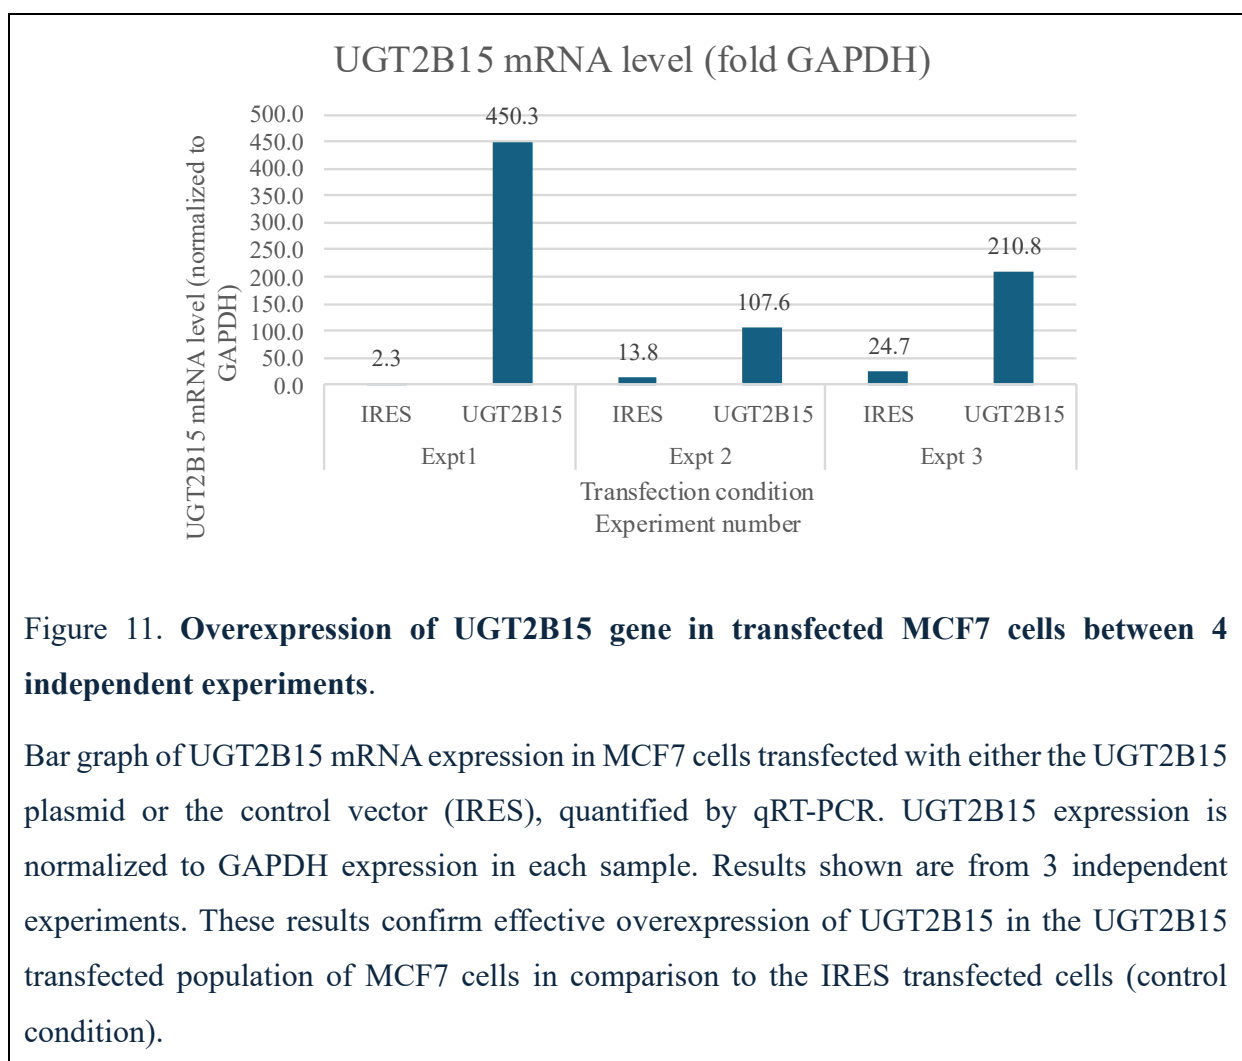 UGT2B15 mRNA level (fold GAPDH)
UGT2B15 mRNA level (normalized to
GAPDH)
500.0
450.0
400.0
350.0
300.0
250.0
200.0
150.0
100.0
50.0
0.0
2.3
450.3
13.8
107.6
24.7
210.8
IRES UGT2B15 IRES UGT2B15 IRES UGT2B15
Expt1 Expt 2 Expt 3
Transfection condition
Experiment number
Figure 11. Overexpression of UGT2B15 gene in transfected MCF7 cells between 4
independent experiments.
Bar graph of UGT2B15 mRNA expression in MCF7 cells transfected with either the UGT2B15
plasmid or the control vector (IRES), quantified by qRT-PCR. UGT2B15 expression is
normalized to GAPDH expression in each sample. Results shown are from 3 independent
experiments. These results confirm effective overexpression of UGT2B15 in the UGT2B15
transfected population of MCF7 cells in comparison to the IRES transfected cells (control
condition).